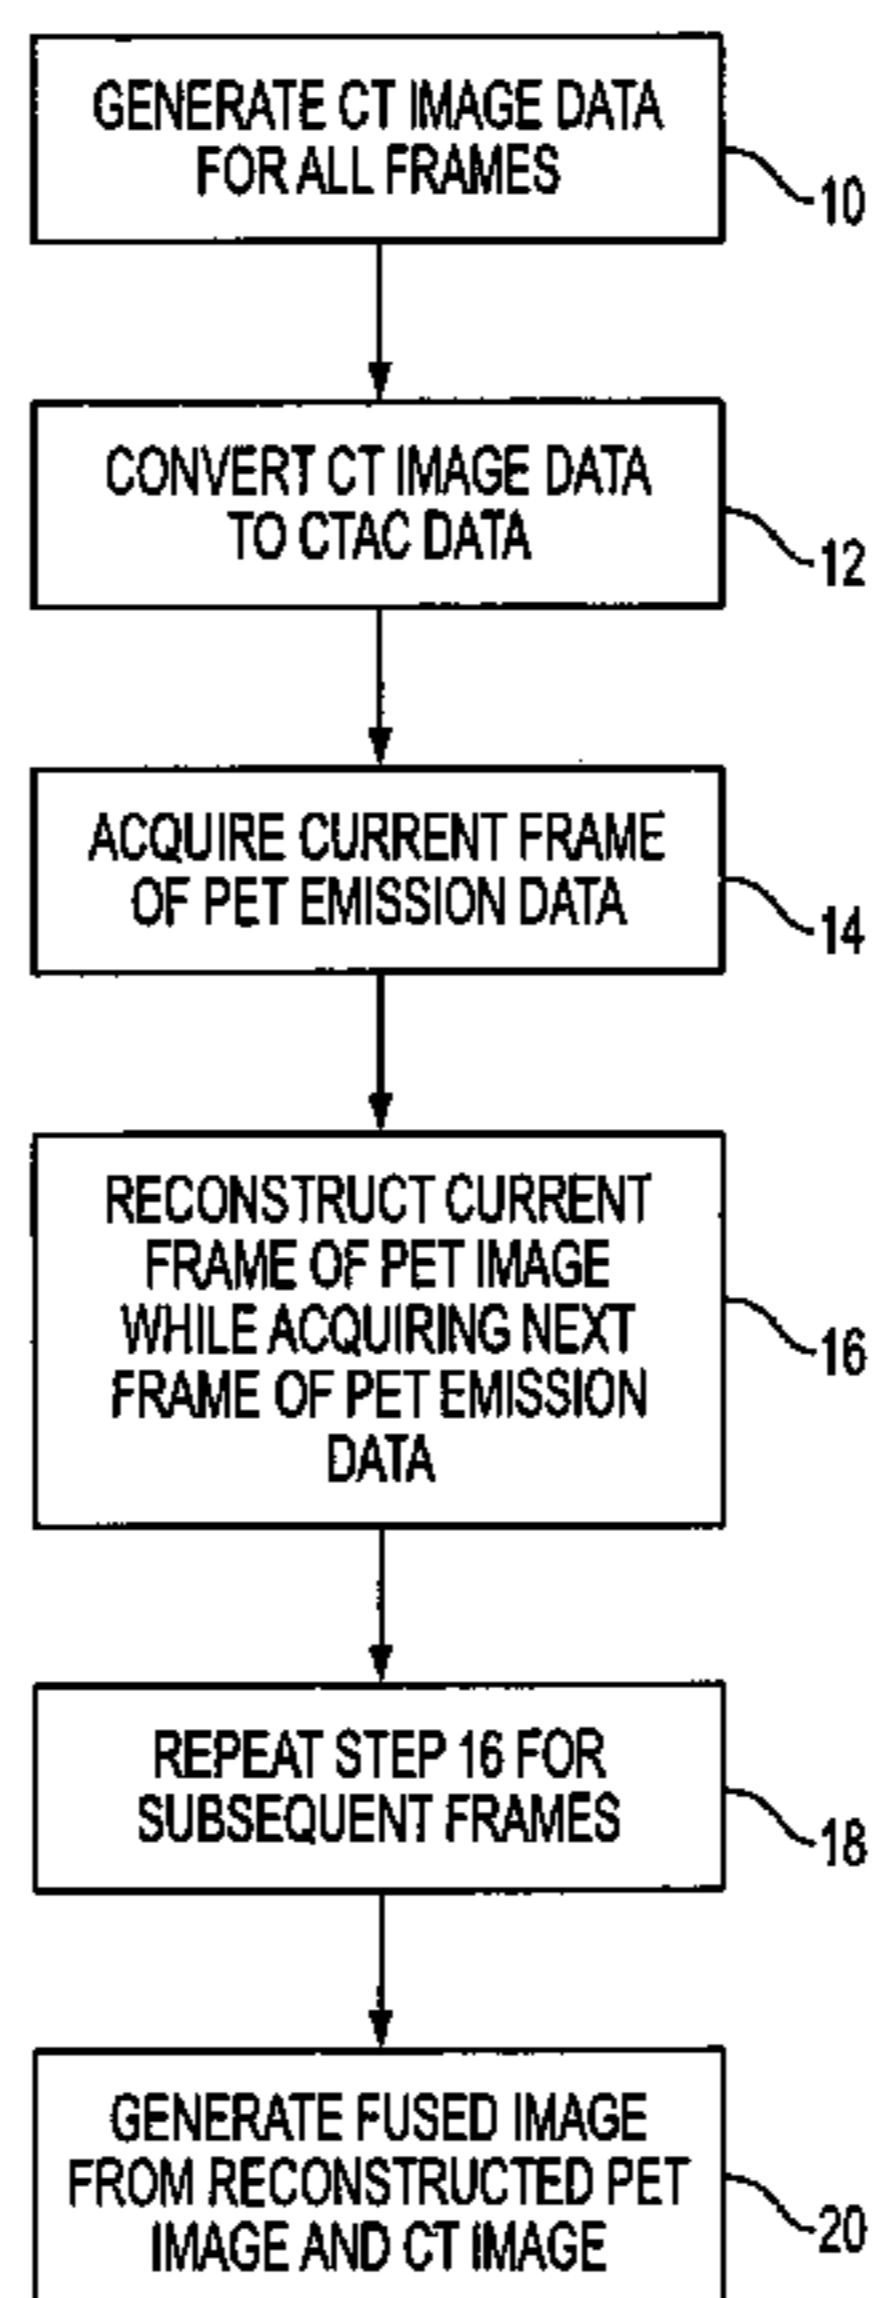 GENERATE CT IMAGE DATA
FOR ALL FRAMES
10
CONVERT CT IMAGE DATA
TO CTAC DATA
12
ACQUIRE CURRENT FRAME
OF PET EMISSION DATA
14
RECONSTRUCT CURRENT
FRAME OF PET IMAGE
WHILE ACQUIRING NEXT
FRAME OF PET EMISSION
DATA
16
REPEAT STEP 16 FOR
SUBSEQUENT FRAMES
18
GENERATE FUSED IMAGE
FROM RECONSTRUCTED PET
IMAGE AND CT IMAGE
20